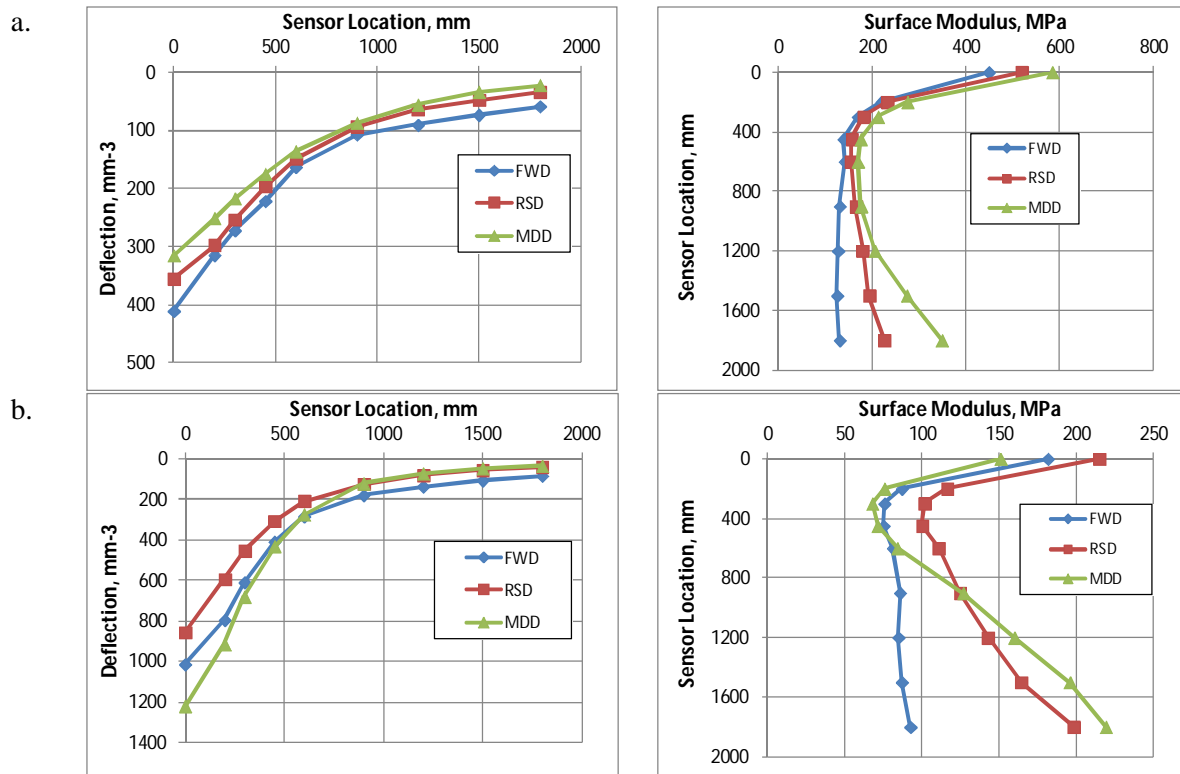 a.
Sensor Location, mm
0 500 1000 1500 2000
Deflection, mm-3
0
100
200
300
400
500
FWD
RSD
MDD
Surface Modulus, MPa
0 200 400 600 800
Sensor Location, mm
0
400
800
1200
1600
2000
FWD
RSD
MDD
b.
Sensor Location, mm
0 500 1000 1500 2000
Deflection, mm-3
0
200
400
600
800
1000
1200
1400
FWD
RSD
MDD
Surface Modulus, MPa
0 50 100 150 200 250
Sensor Location, mm
0
400
800
1200
1600
2000
FWD
RSD
MDD